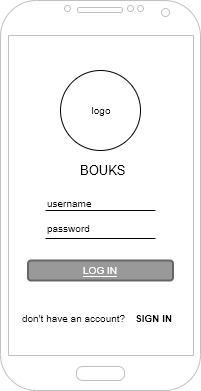 logo
BOUKS
username
password
LOG IN
don't have an account? SIGN IN